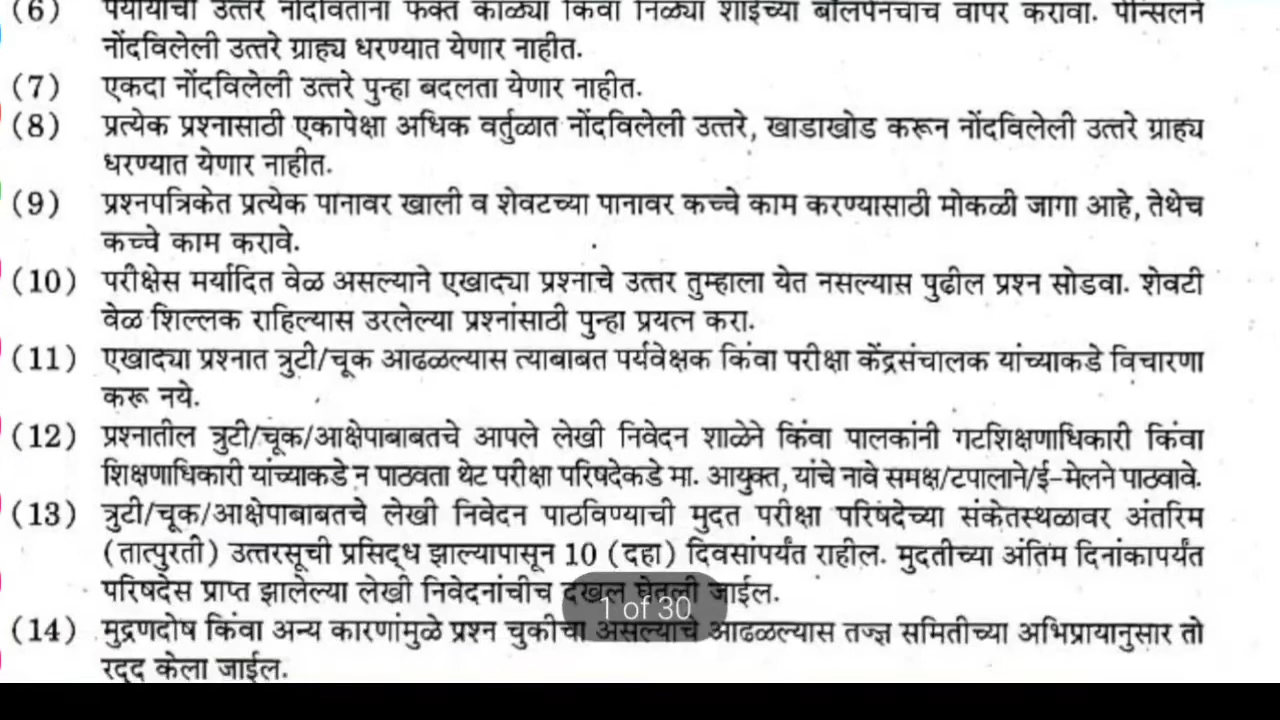 (6) पर्यायांची उत्तरे नोंदविताना फक्त काळ्या किंवा निळ्या शाईच्या बॉलपेनचाच वापर करावा. पेन्सिलने
नोंदविलेली उत्तरे ग्राह्य धरण्यात येणार नाहीत.
(7) एकदा नोंदविलेली उत्तरे पुन्हा बदलता येणार नाहीत.
(8) प्रत्येक प्रश्नासाठी एकापेक्षा अधिक वर्तुळात नोंदविलेली उत्तरे, खाडाखोड करून नोंदविलेली उत्तरे ग्राह्य
धरण्यात येणार नाहीत.
(9) प्रश्नपत्रिकेत प्रत्येक पानावर खाली व शेवटच्या पानावर कच्चे काम करण्यासाठी मोकळी जागा आहे, तेथेच
कच्चे काम करावे.
(10) परीक्षेस मर्यादित वेळ असल्याने एखाद्या प्रश्नाचे उत्तर तुम्हाला येत नसल्यास पुढील प्रश्न सोडवा. शेवटी
वेळ शिल्लक राहिल्यास उरलेल्या प्रश्नांसाठी पुन्हा प्रयत्न करा.
(11) एखाद्या प्रश्नात त्रुटी/चूक आढळल्यास त्याबाबत पर्यवेक्षक किंवा परीक्षा केंद्रसंचालक यांच्याकडे विचारणा
करू नये.
(12) प्रश्नातील त्रुटी/चूक/आक्षेपाबाबतचे आपले लेखी निवेदन शाळेने किंवा पालकांनी गटशिक्षणाधिकारी किंवा
शिक्षणाधिकारी यांच्याकडे न पाठवता थेट परीक्षा परिषदेकडे मा. आयुक्त, यांचे नावे समक्ष/टपालाने/ई-मेलने पाठवावे.
(13) त्रुटी/चूक/आक्षेपाबाबतचे लेखी निवेदन पाठविण्याची मुदत परीक्षा परिषदेच्या संकेतस्थळावर अंतरिम
(तात्पुरती) उत्तरसूची प्रसिद्ध झाल्यापासून 10 (दहा) दिवसांपर्यंत राहील. मुदतीच्या अंतिम दिनांकापर्यंत
परिषदेस प्राप्त झालेल्या लेखी निवेदनांचीच दखल घेतली जाईल.
1 of 30
(14) मुद्रणदोष किंवा अन्य कारणांमुळे प्रश्न चुकीचा असल्याचे आढळल्यास तज्ज्ञ समितीच्या अभिप्रायानुसार तो
रद्द केला जाईल.